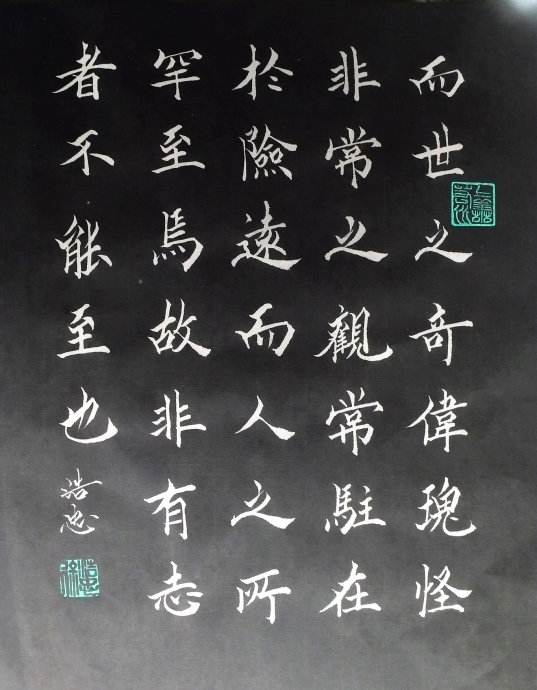 而世之奇偉瑰怪
非常之觀常駐在
於險遠而人之所
罕至焉故非有志
者不能至也
浩忠